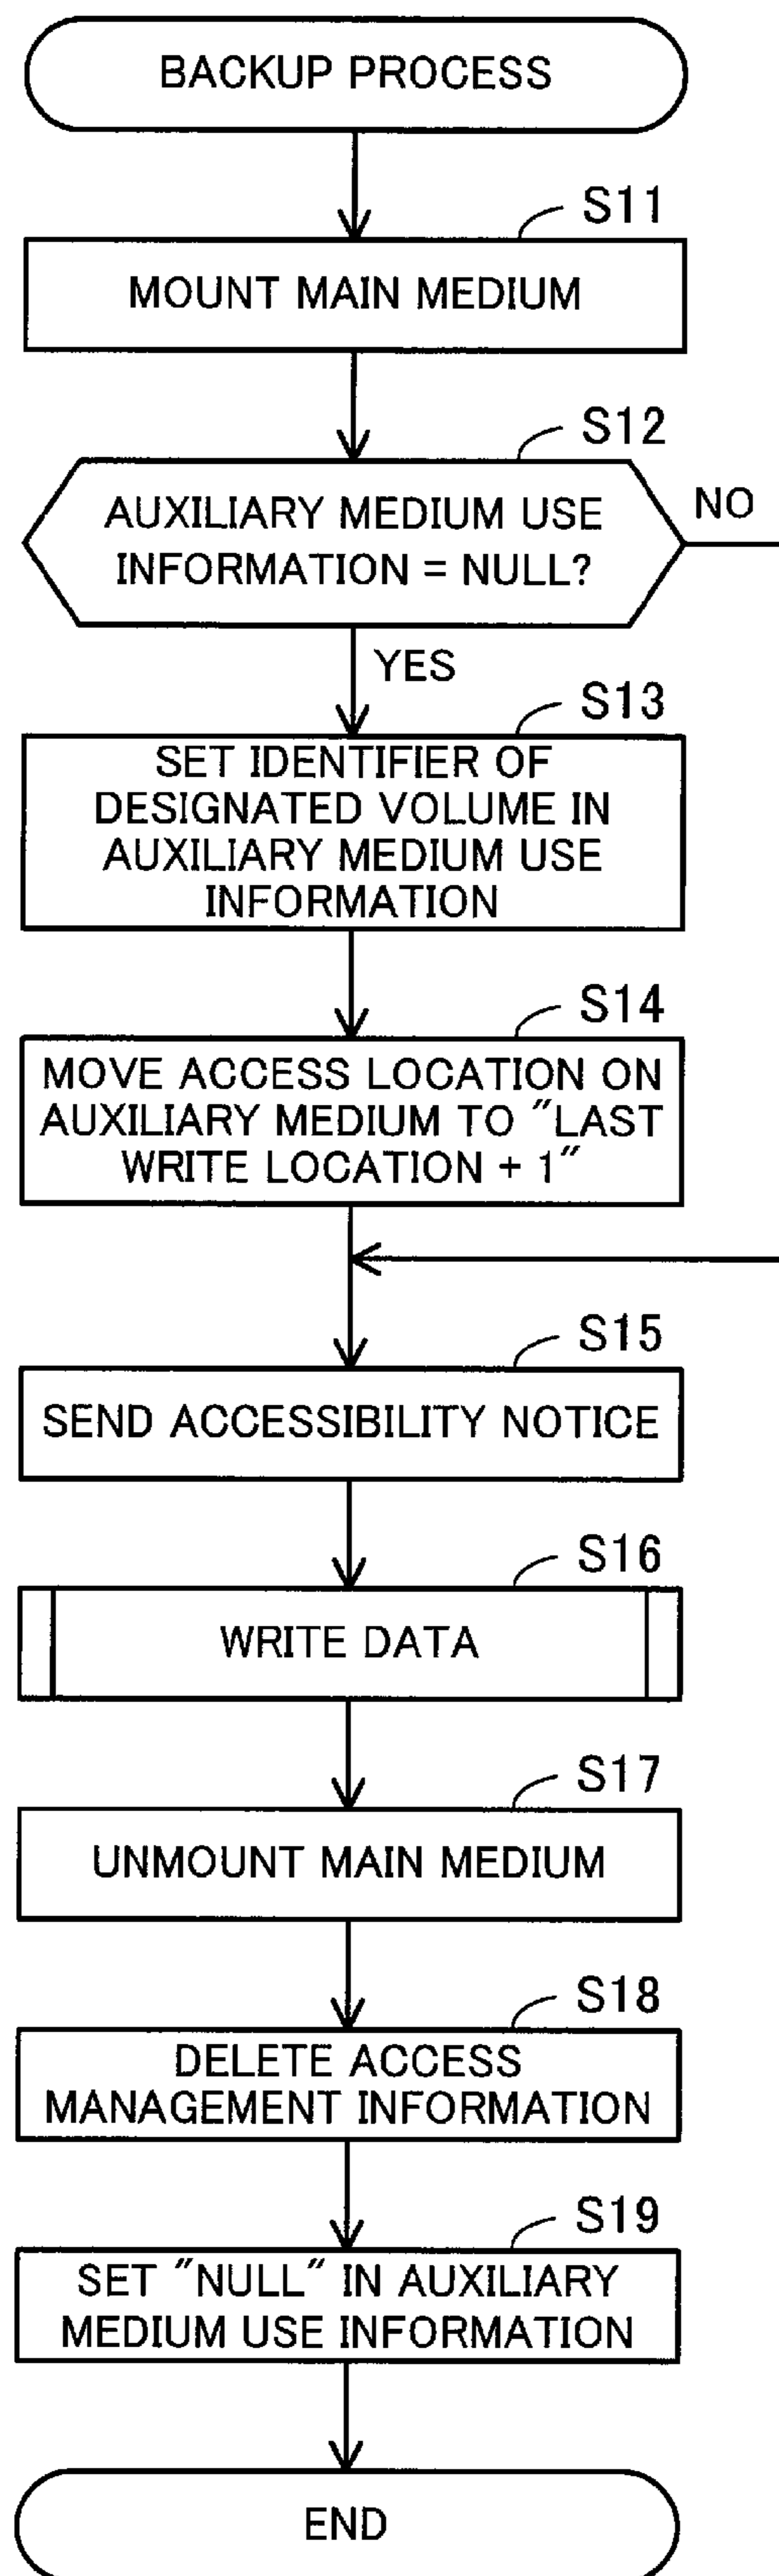 BACKUP PROCESS
S11
MOUNT MAIN MEDIUM
S12
AUXILIARY MEDIUM USE
INFORMATION = NULL?
NO
YES
S13
SET IDENTIFIER OF
DESIGNATED VOLUME IN
AUXILIARY MEDIUM USE
INFORMATION
S14
MOVE ACCESS LOCATION ON
AUXILIARY MEDIUM TO "LAST
WRITE LOCATION + 1"
S15
SEND ACCESSIBILITY NOTICE
S16
WRITE DATA
S17
UNMOUNT MAIN MEDIUM
S18
DELETE ACCESS
MANAGEMENT INFORMATION
S19
SET "NULL" IN AUXILIARY
MEDIUM USE INFORMATION
END